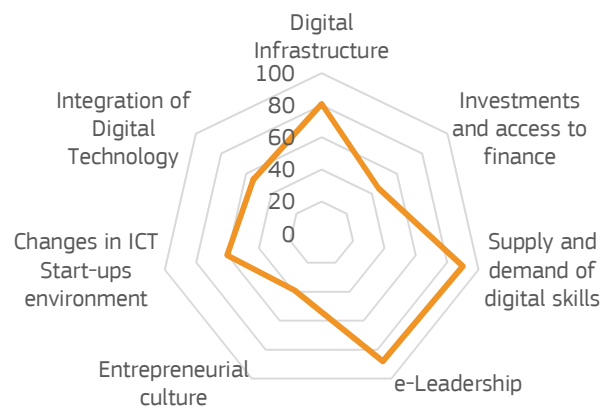 Digital
Infrastructure
100
80
60
40
20
0
Investments
and access to
finance
Supply and
demand of
digital skills
e-Leadership
Entrepreneurial
culture
Changes in ICT
Start-ups
environment
Integration of
Digital
Technology